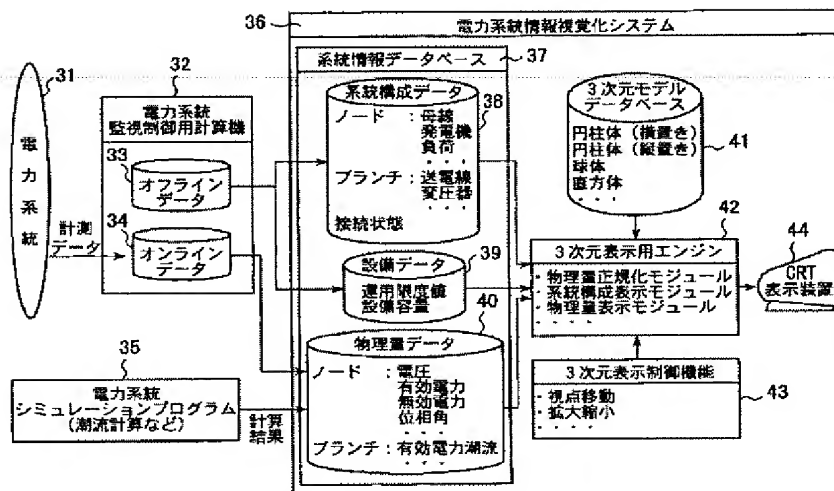 36
電力系統情報視覚化システム
系統情報データベース
37
31
電力系統
32
電力系統
監視制御用計算機
33
オフライン
データ
34
オンライン
データ
計測
データ
系統構成データ
38
ノード :母線
発電機
負荷
・・・
ブランチ:送電線
変圧器
・・・
接続状態
設備データ
39
運用限度値
設備容量
物理量データ
40
ノード :電圧
有効電力
無効電力
位相角
・・・
ブランチ:有効電力潮流
・・・
35
電力系統
シミュレーションプログラム
(潮流計算など)
計算
結果
3次元モデル
データベース
円柱体(横置き)
円柱体(縦置き)
球体
直方体
・・・
41
42
3次元表示用エンジン
・物理量正規化モジュール
・系統構成表示モジュール
・物理量表示モジュール
・・・・
44
CRT
表示装置
3次元表示制御機能
・視点移動
・拡大縮小
・・・・
43